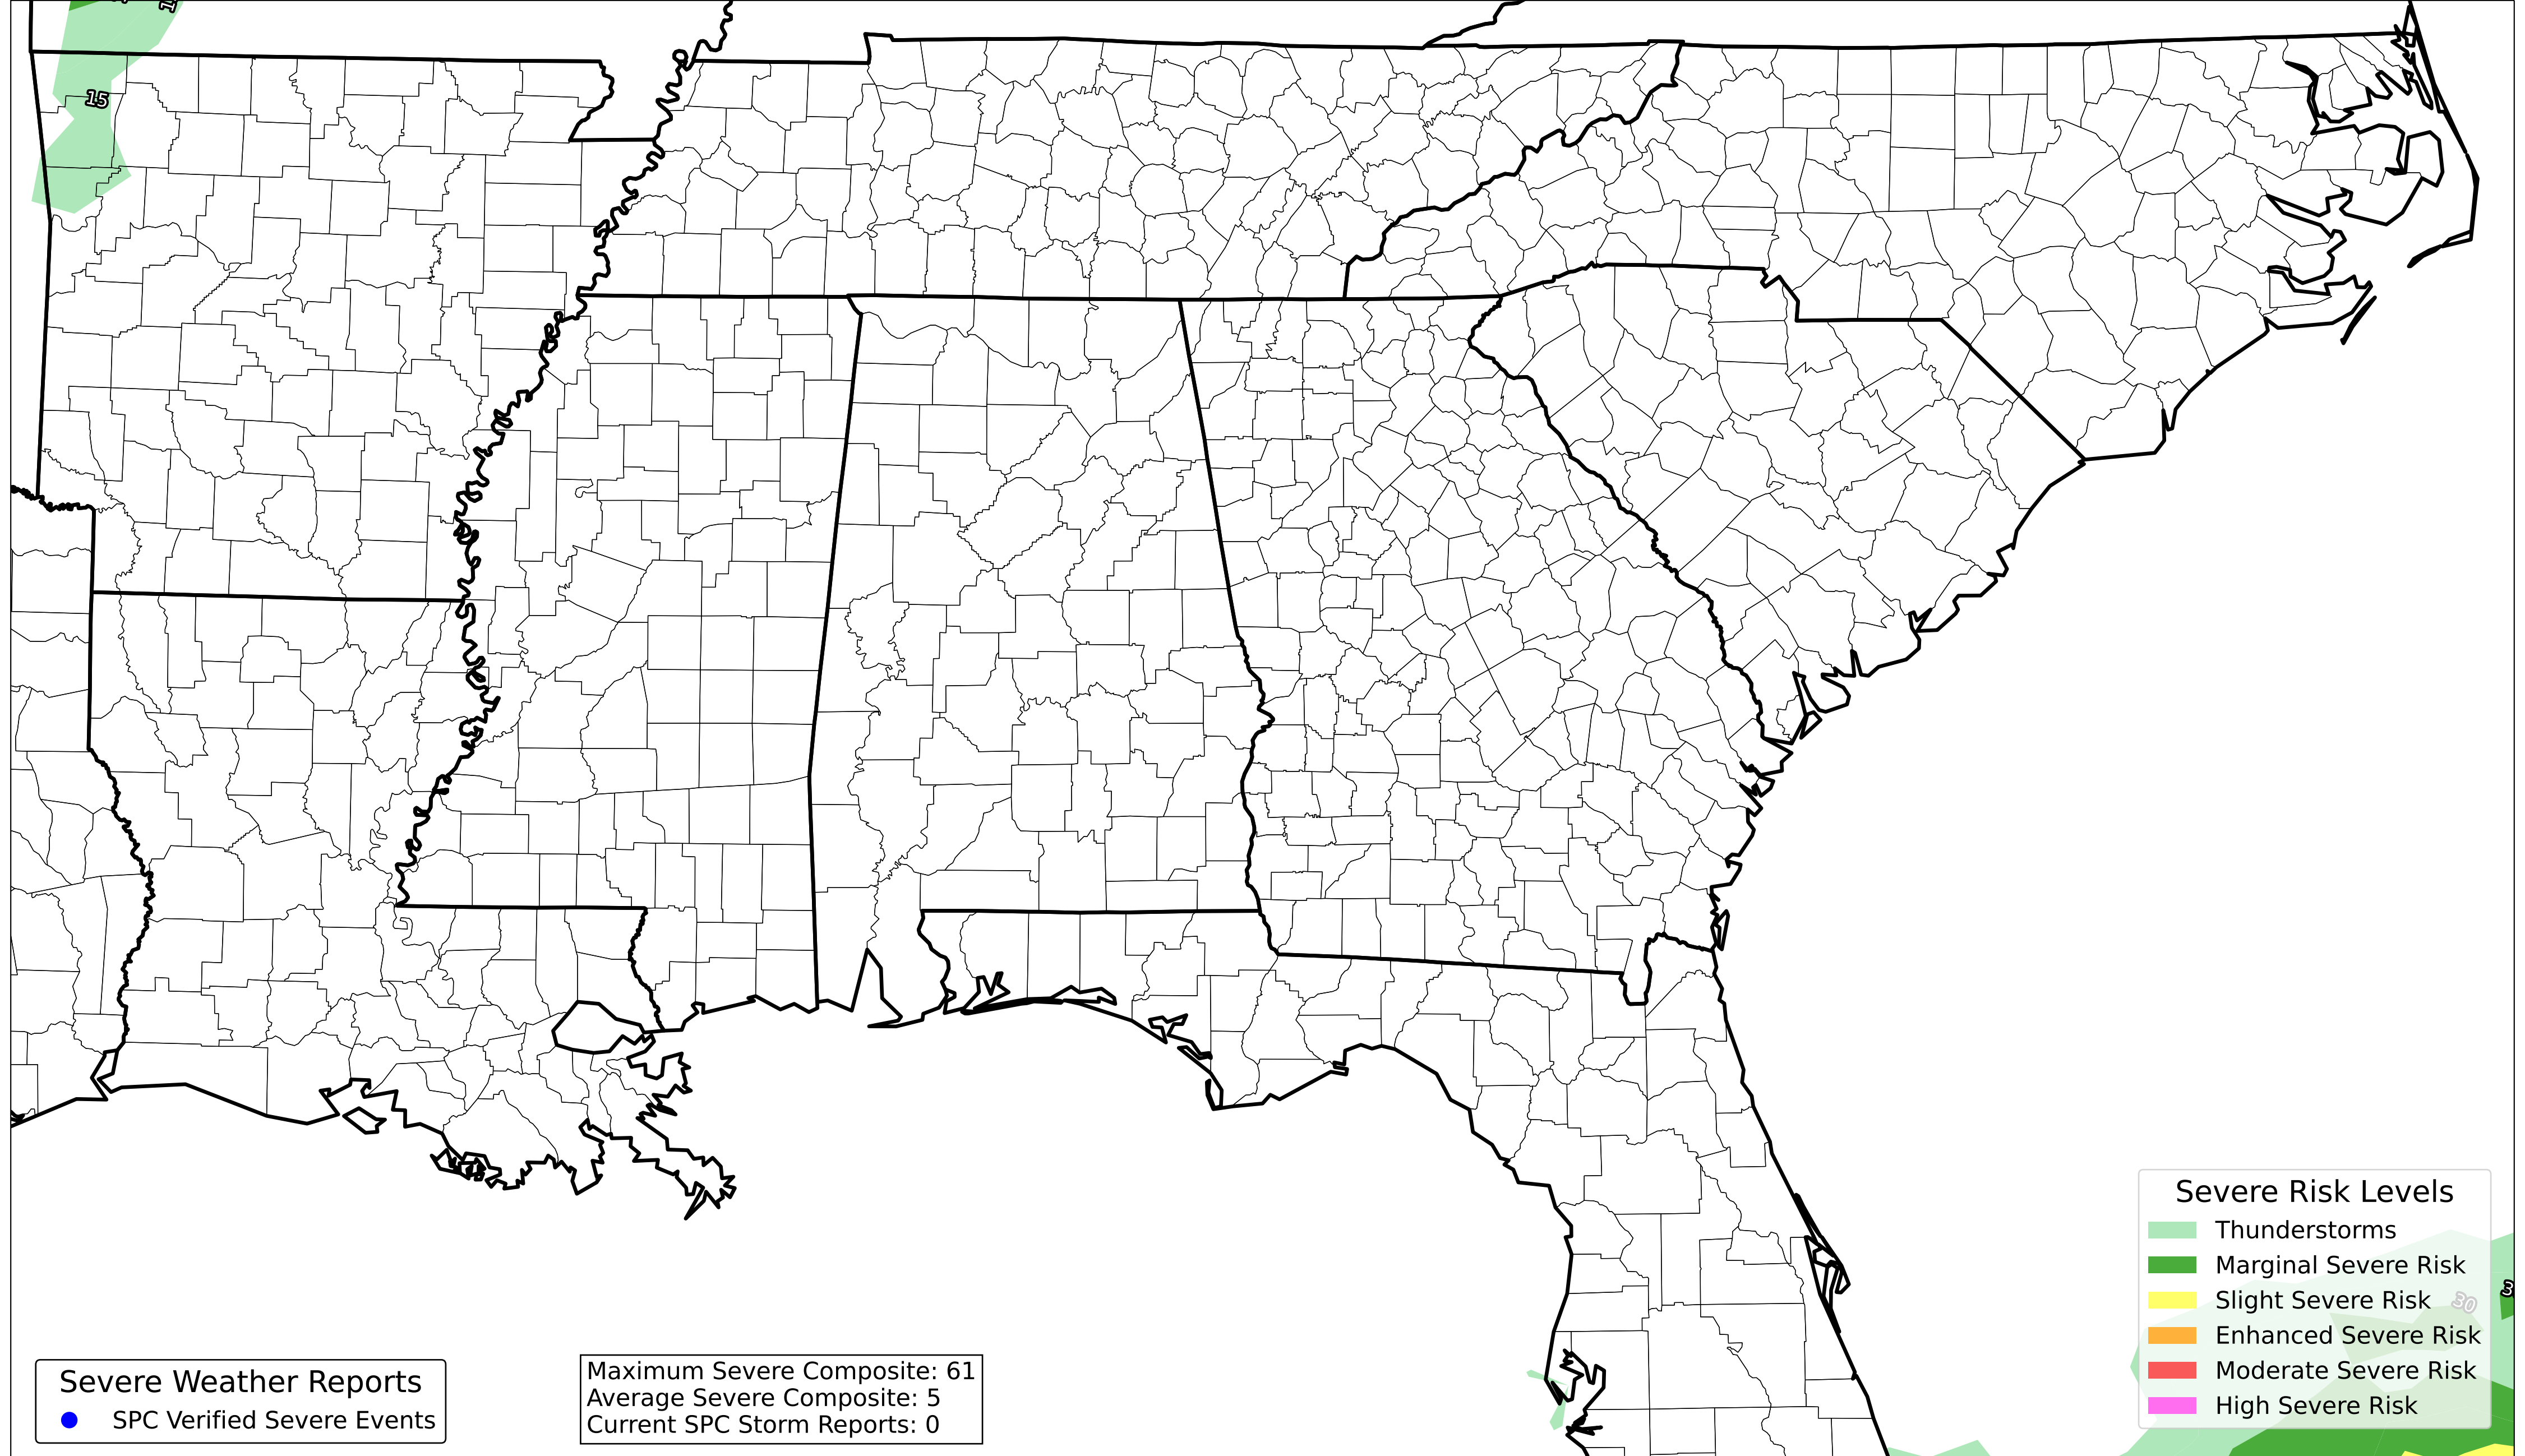 15
Severe Risk Levels
Thunderstorms
Marginal Severe Risk
Slight Severe Risk
30
Enhanced Severe Risk
Moderate Severe Risk
High Severe Risk
Severe Weather Reports
SPC Verified Severe Events
Maximum Severe Composite: 61
Average Severe Composite: 5
Current SPC Storm Reports: 0